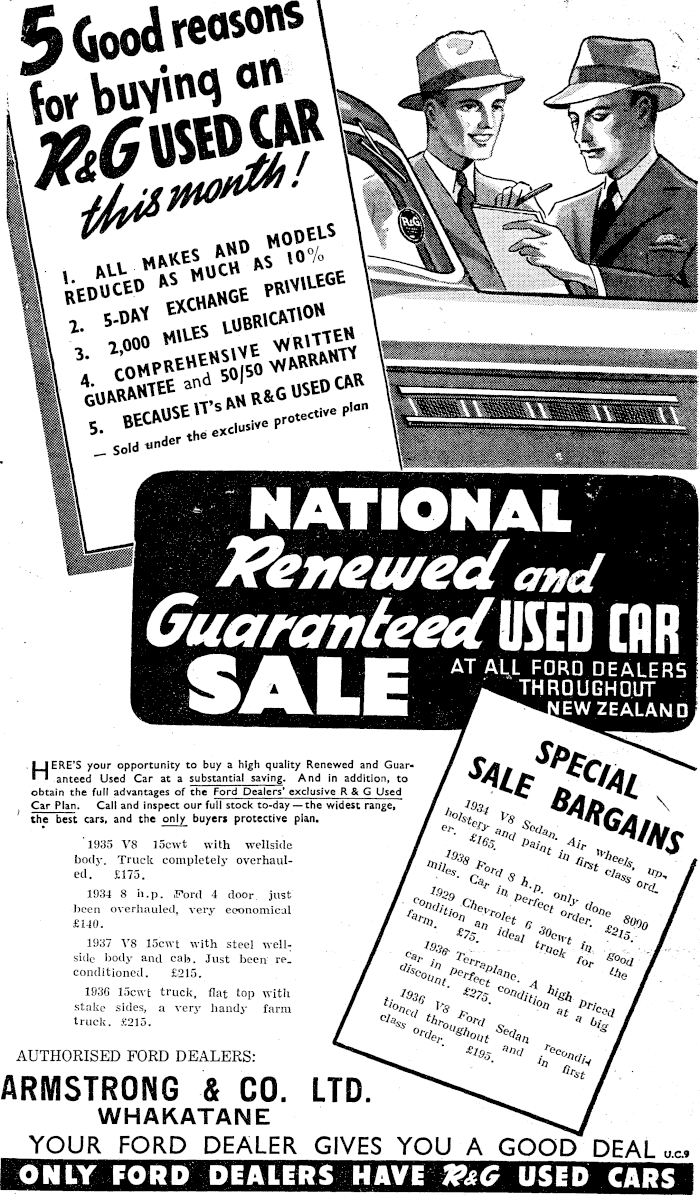 5 Good reasons
for buying an
R&G USED CAR
this month!
1. ALL MAKES AND MODELS
REDUCED AS MUCH AS 10%
2. 5-DAY EXCHANGE PRIVILEGE
3. 2,000 MILES LUBRICATION
4. COMPREHENSIVE WRITTEN
GUARANTEE and 50/50 WARRANTY
5. BECAUSE IT's AN R&G USED CAR
— Sold under the exclusive protective plan
R&G
NATIONAL
Renewed and
Guaranteed USED CAR
SALE
AT ALL FORD DEALERS
THROUGHOUT
NEW ZEALAND
HERE'S your opportunity to buy a high quality Renewed and Guar-
anteed Used Car at a substantial saving. And in addition, to
obtain the full advantages of the Ford Dealers' exclusive R & G Used
Car Plan. Call and inspect our full stock to-day — the widest range,
the best cars, and the only buyers protective plan.
1935 V8 15cwt with wellside
body. Truck completely overhaul-
ed. £175.
1934 8 h.p. Ford 4 door, just
been overhauled, very economical
£140.
1937 V8 15cwt with steel well-
side body and cab. Just been re-
conditioned. £215.
1936 15cwt truck, flat top with
stake sides, a very handy farm
truck. £215.
SPECIAL
SALE BARGAINS
1934 V8 Sedan. Air wheels, up-
holstery and paint in first class ord-
er. £165.
1938 Ford 8 h.p. only done 8000
miles. Car in perfect order. £215.
1929 Chevrolet 6 30cwt in good
condition an ideal truck for the
farm. £75.
1936 Terraplane. A high priced
car in perfect condition at a big
discount. £275.
1936 V8 Ford Sedan recondi-
tioned throughout and in first
class order. £195.
AUTHORISED FORD DEALERS:
ARMSTRONG & CO. LTD.
WHAKATANE
YOUR FORD DEALER GIVES YOU A GOOD DEAL U.C.9
ONLY FORD DEALERS HAVE R&G USED CARS